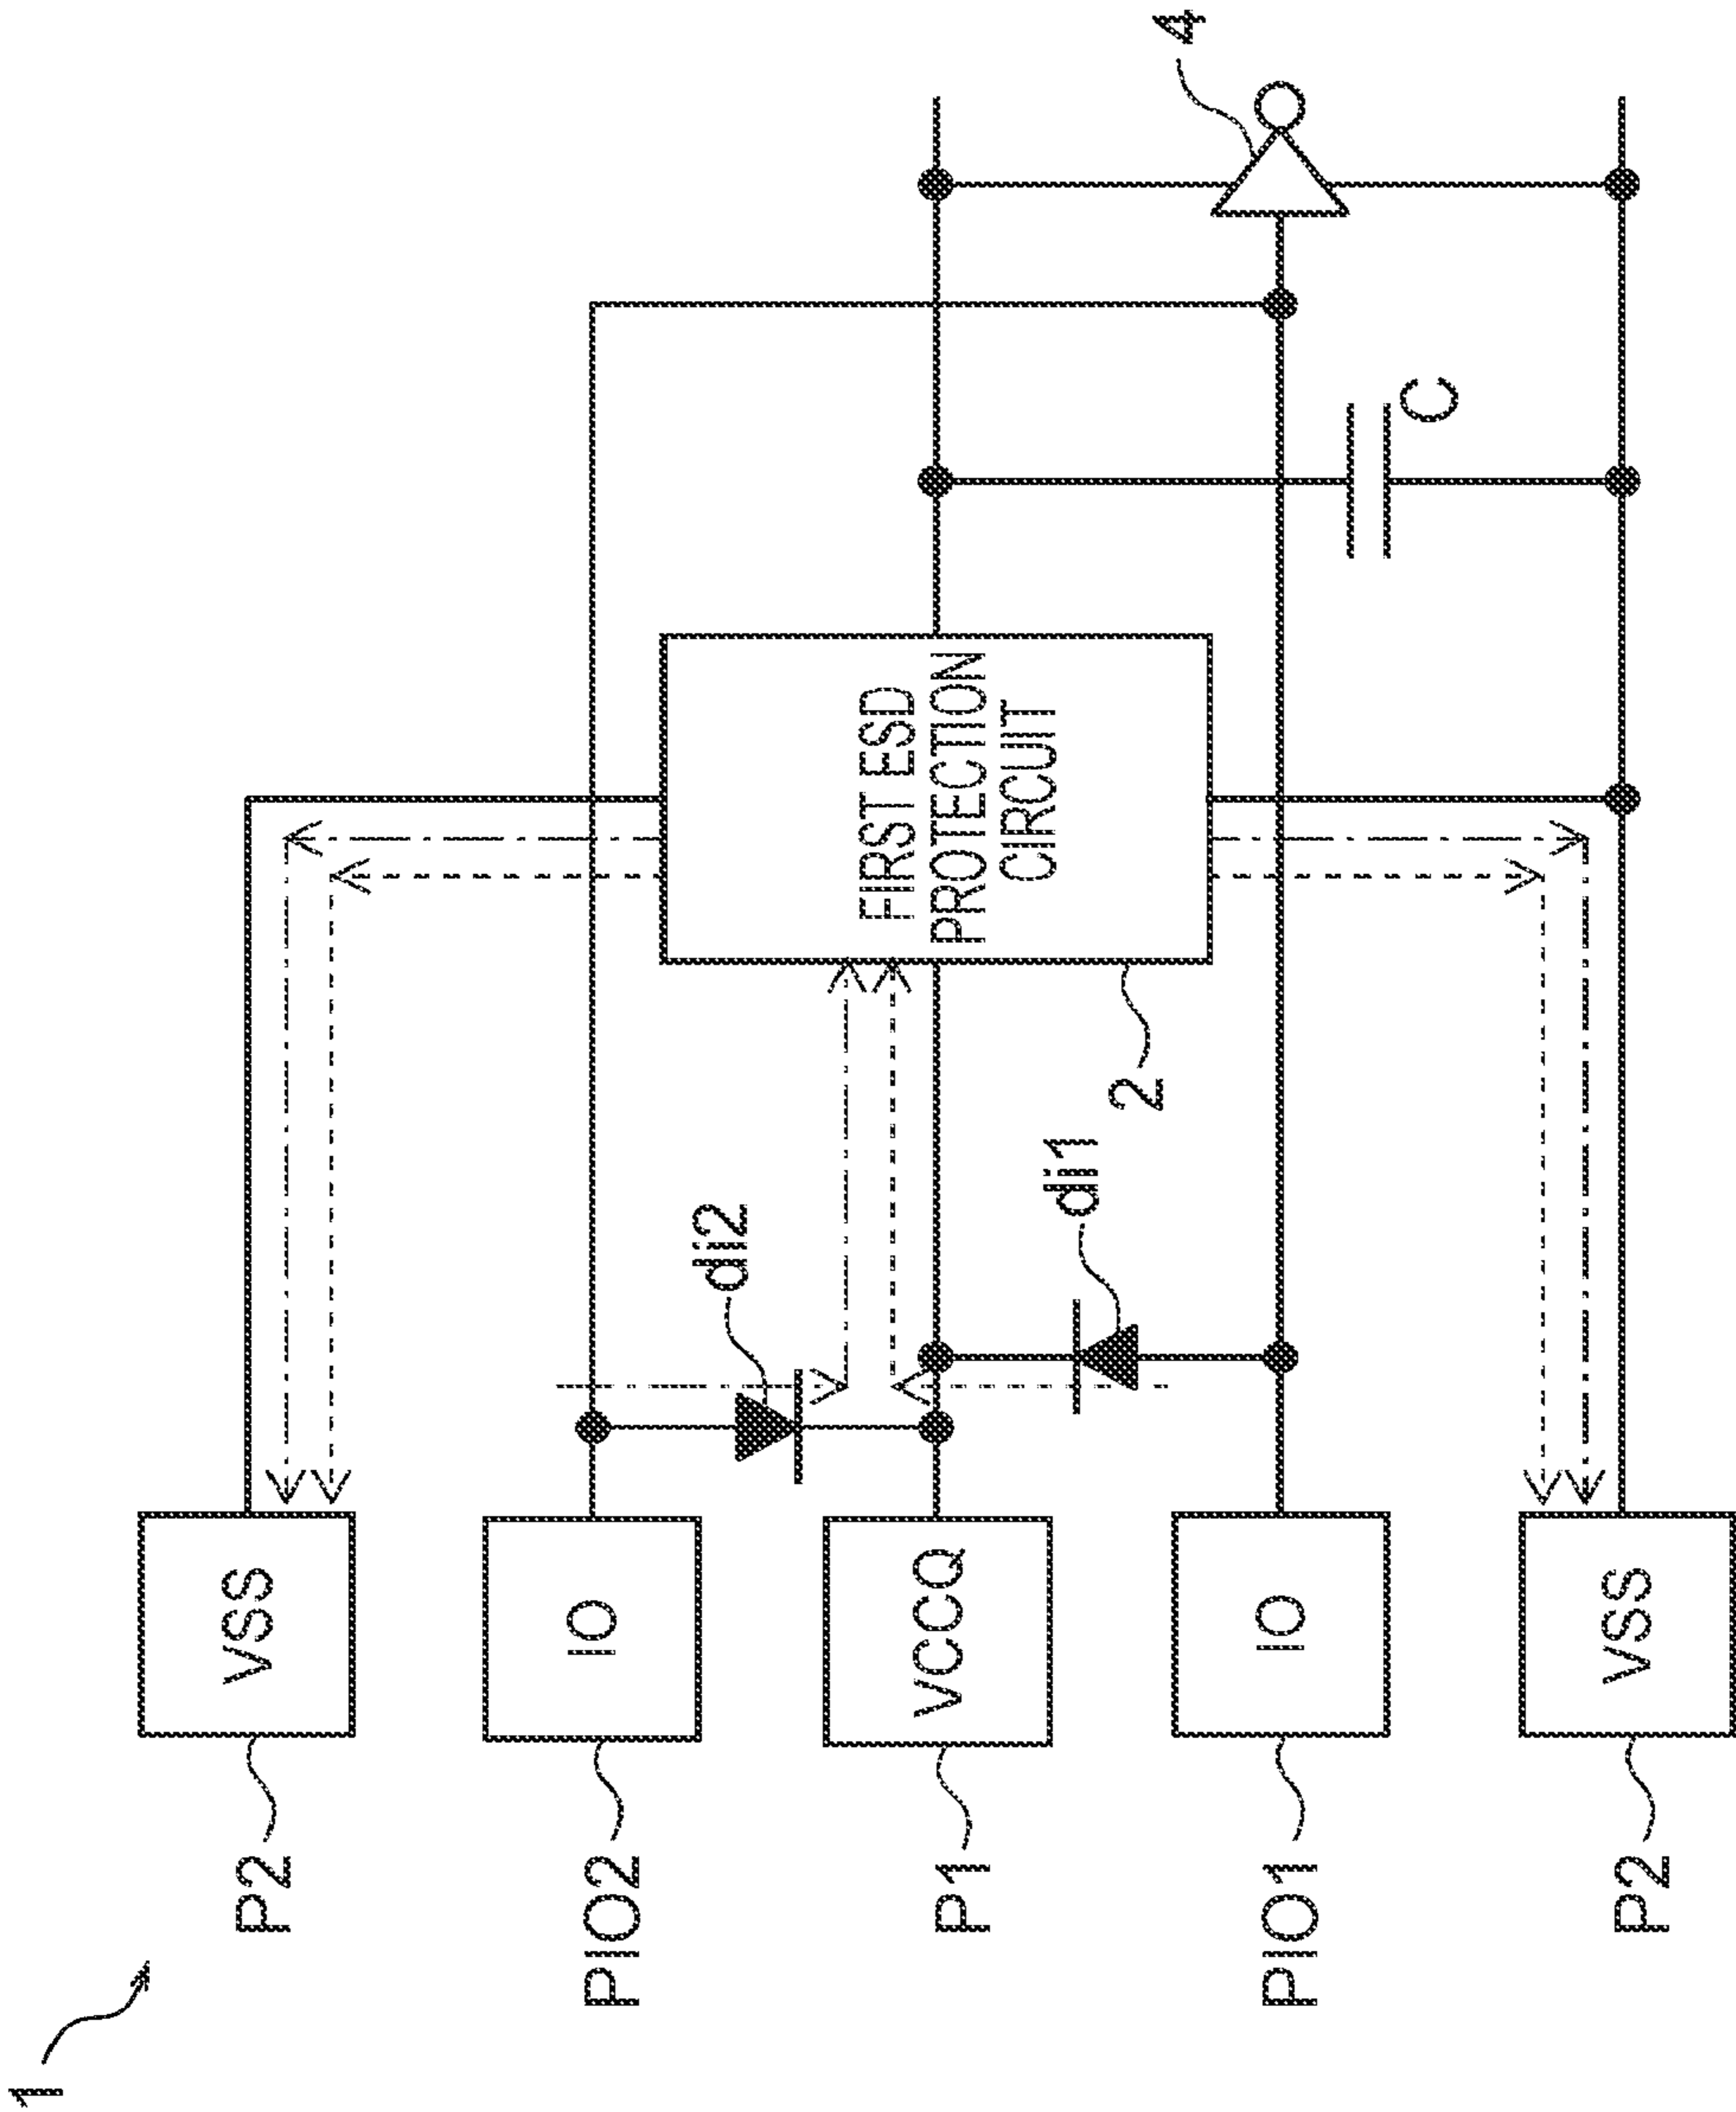 1
P2
VSS
PIO2
IO
di2
P1
VCCQ
FIRST ESD
PROTECTION
CIRCUIT
2
di1
PIO1
IO
C
4
P2
VSS